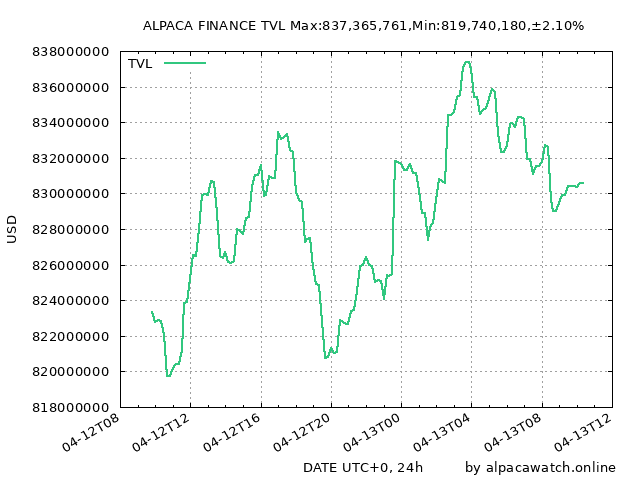 ALPACA FINANCE TVL Max:837,365,761,Min:819,740,180,±2.10%
838000000
TVL
836000000
834000000
832000000
830000000
USD
828000000
826000000
824000000
822000000
820000000
818000000
04-12T08 04-12T12 04-12T16 04-12T20 04-13T00 04-13T04 04-13T08 04-13T12
DATE UTC+0, 24h by alpacawatch.online